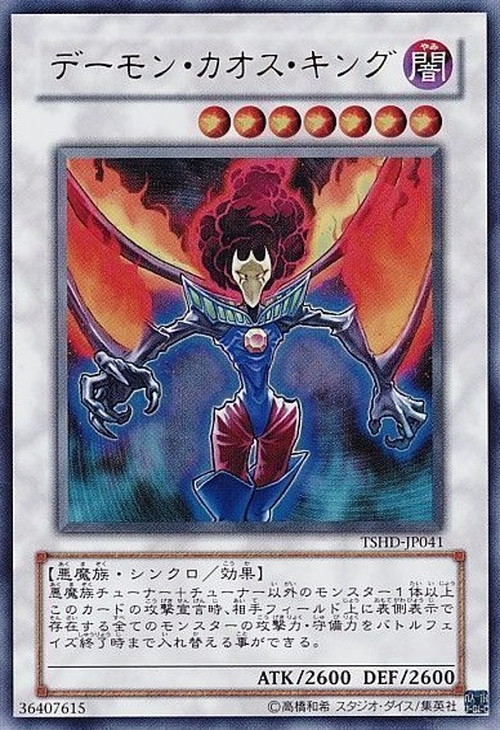 デーモン・カオス・キング
闇
TSHD-JP041
【悪魔族・シンクロ/効果】
悪魔族チューナー+チューナー以外のモンスター1体以上
このカードの攻撃宣言時、相手フィールド上に表側表示で
存在する全てのモンスターの攻撃力・守備力をバトルフェ
イズ終了時まで入れ替える事ができる。
ATK/2600 DEF/2600
36407615 ©高橋和希 スタジオ・ダイス/集英社